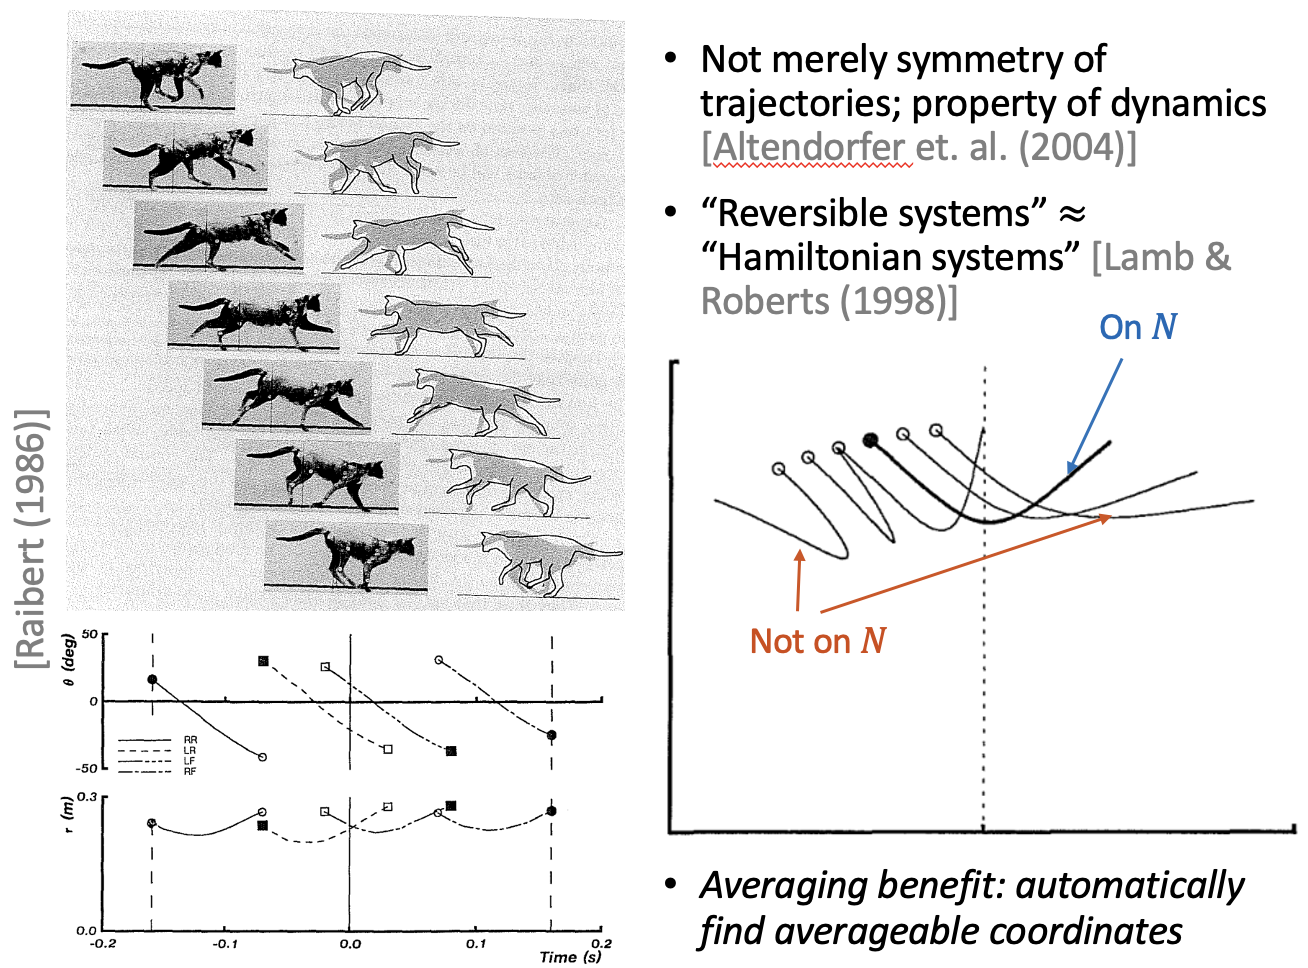 [Raibert (1986)]
50
θ (deg)
0
-50
RR
LR
LF
RF
0.3
r (m)
0.0
-0.2
-0.1
0.0
0.1
0.2
Time (s)
• Not merely symmetry of
trajectories; property of dynamics
[Altendorfer et. al. (2004)]
• “Reversible systems” ≈
“Hamiltonian systems” [Lamb &
Roberts (1998)]
On N
Not on N
• Averaging benefit: automatically
find averageable coordinates